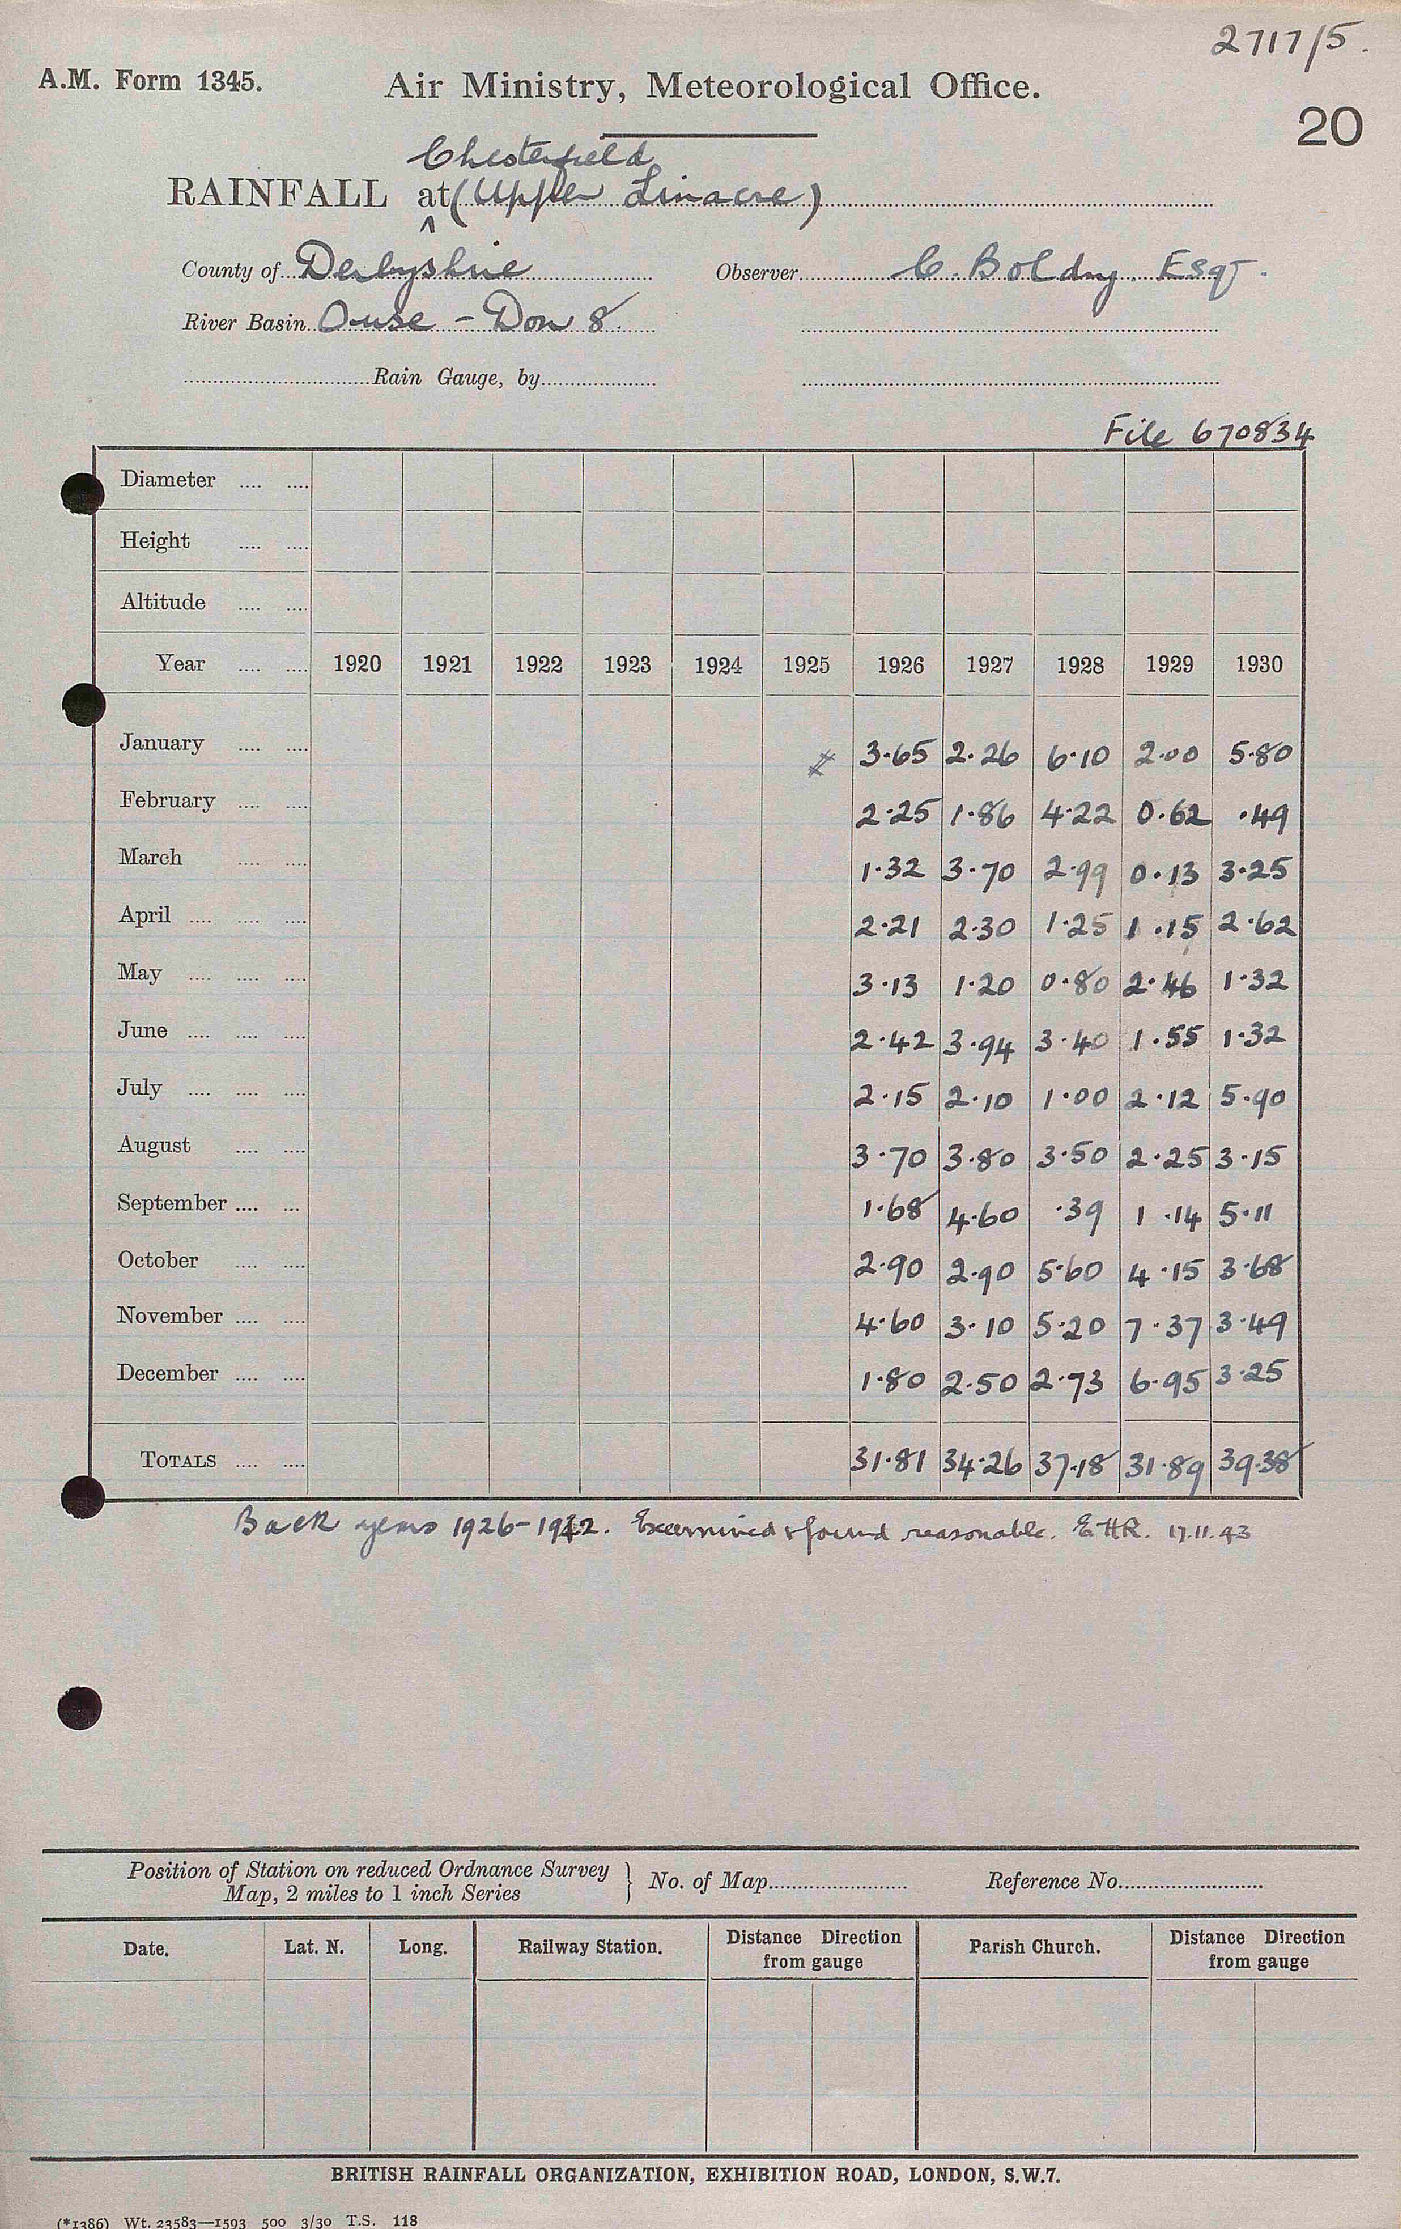 2717/5.
A.M. Form 1345. Air Ministry, Meteorological Office.
20
Chesterfield
RAINFALL at (Upper Linacre)
County of Derbyshire Observer C. Boldry Esqr.
River Basin Ouse - Don 8
Rain Gauge, by
File 670834
Diameter
Height
Altitude
Year 1920 1921 1922 1923 1924 1925 1926 1927 1928 1929 1930
January 3.65 2.26 6.10 2.00 5.80
February 2.25 1.86 4.22 0.62 .49
March 1.32 3.70 2.99 0.13 3.25
April 2.21 2.30 1.25 1.15 2.62
May 3.13 1.20 0.80 2.46 1.32
June 2.42 3.94 3.40 1.55 1.32
July 2.15 2.10 1.00 2.12 5.90
August 3.70 3.80 3.50 2.25 3.15
September 1.68 4.60 .39 1.14 5.11
October 2.90 2.90 5.60 4.15 3.68
November 4.60 3.10 5.20 7.37 3.49
December 1.80 2.50 2.73 6.95 3.25
TOTALS 31.81 34.26 37.18 31.89 39.38
Back years 1926-1942. Examined & found reasonable. E.H.R. 17.11.43
Position of Station on reduced Ordnance Survey
Map, 2 miles to 1 inch Series } No. of Map Reference No.
Date. Lat. N. Long. Railway Station. Distance Direction from gauge Parish Church. Distance Direction from gauge
BRITISH RAINFALL ORGANIZATION, EXHIBITION ROAD, LONDON, S.W.7.
(*1386) Wt. 23583—1593 500 3/30 T.S. 118